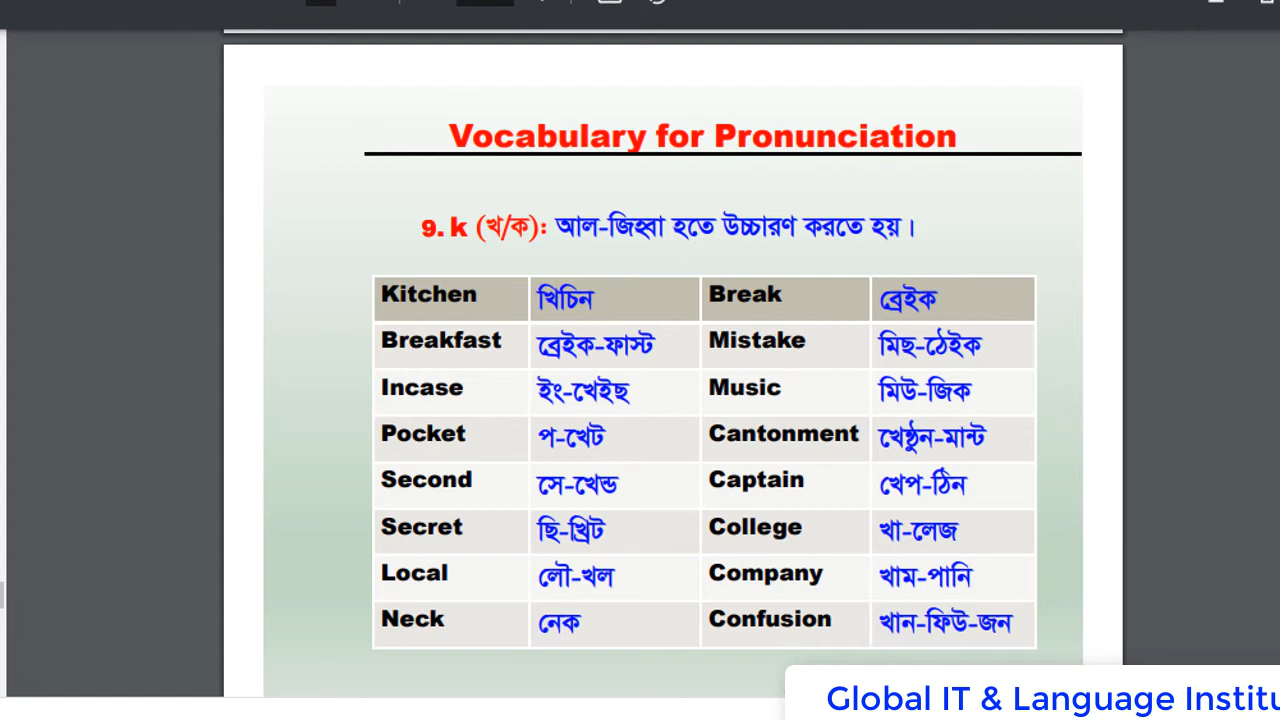 Vocabulary for Pronunciation
9. k (খ/ক): আল-জিহ্বা হতে উচ্চারণ করতে হয়।
Kitchen খিচিন Break ব্রেইক
Breakfast ব্রেইক-ফাস্ট Mistake মিছ-ঠেইক
Incase ইং-খেইছ Music মিউ-জিক
Pocket প-খেট Cantonment খেন্ঠুন-মান্ট
Second সে-খেন্ড Captain খেপ-ঠিন
Secret ছি-খ্রিট College খা-লেজ
Local লৌ-খল Company খাম-পানি
Neck নেক Confusion খান-ফিউ-জন
Global IT & Language Institu